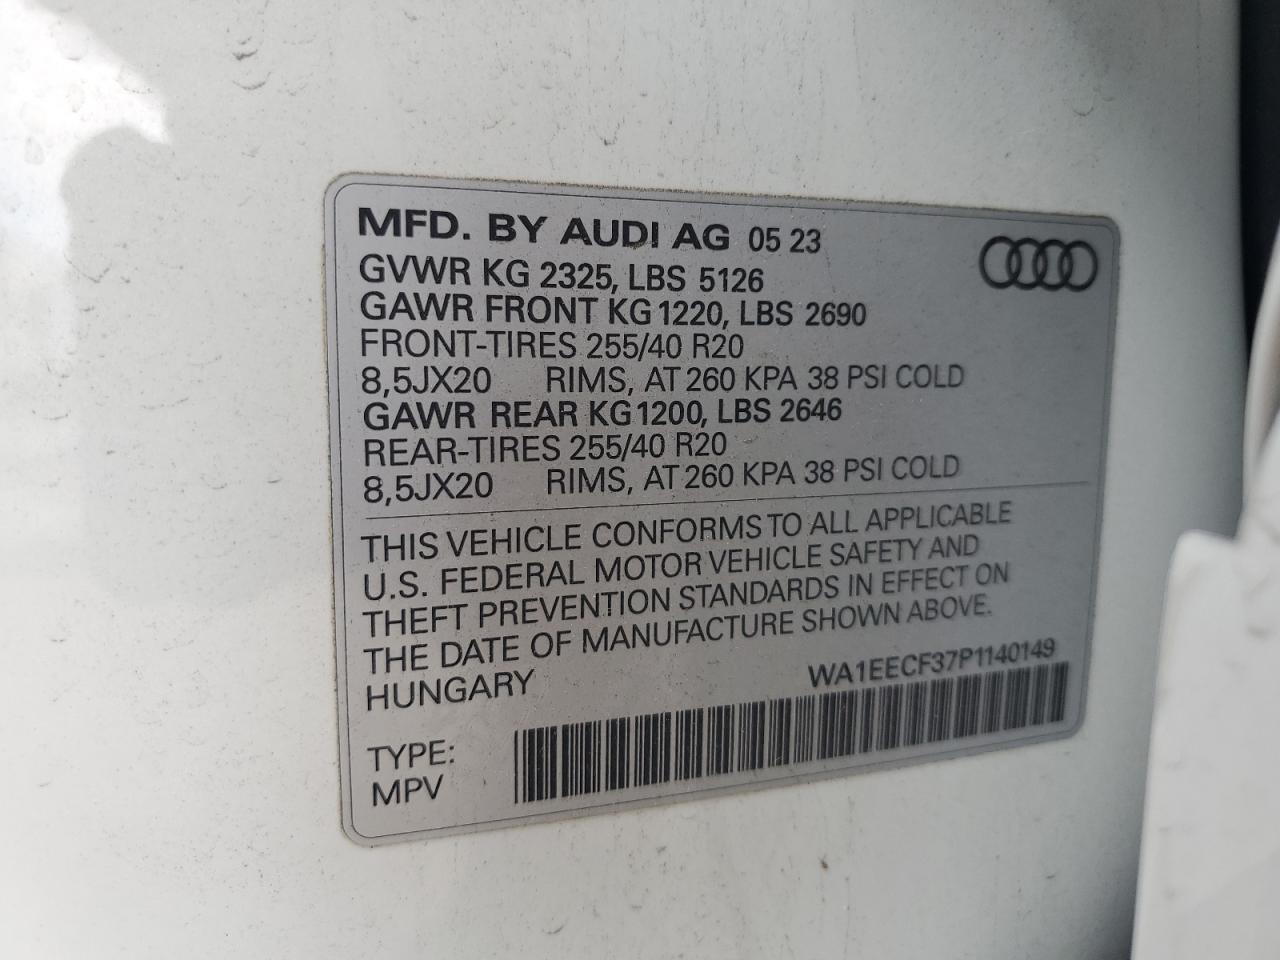 MFD. BY AUDI AG 05 23
GVWR KG 2325, LBS 5126
GAWR FRONT KG 1220, LBS 2690
FRONT-TIRES 255/40 R20
8,5JX20 RIMS, AT 260 KPA 38 PSI COLD
GAWR REAR KG 1200, LBS 2646
REAR-TIRES 255/40 R20
8,5JX20 RIMS, AT 260 KPA 38 PSI COLD
THIS VEHICLE CONFORMS TO ALL APPLICABLE
U.S. FEDERAL MOTOR VEHICLE SAFETY AND
THEFT PREVENTION STANDARDS IN EFFECT ON
THE DATE OF MANUFACTURE SHOWN ABOVE.
HUNGARY WA1EECF37P1140149
TYPE:
MPV